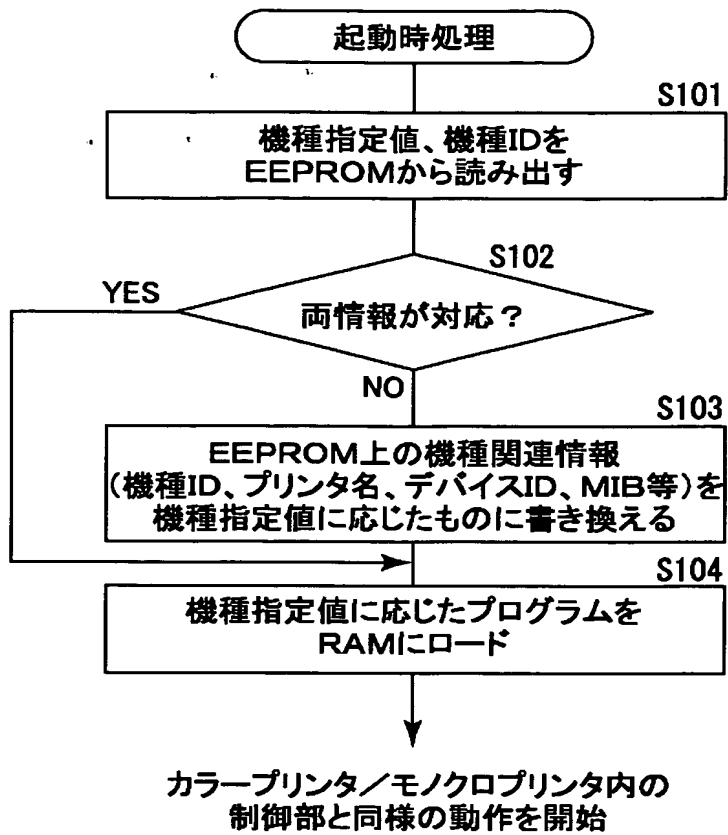 起動時処理
S101
機種指定値、機種IDを
EEPROMから読み出す
S102
両情報が対応？
YES
NO
S103
EEPROM上の機種関連情報
（機種ID、プリンタ名、デバイスID、MIB等）を
機種指定値に応じたものに書き換える
S104
機種指定値に応じたプログラムを
RAMにロード
カラープリンタ／モノクロプリンタ内の
制御部と同様の動作を開始